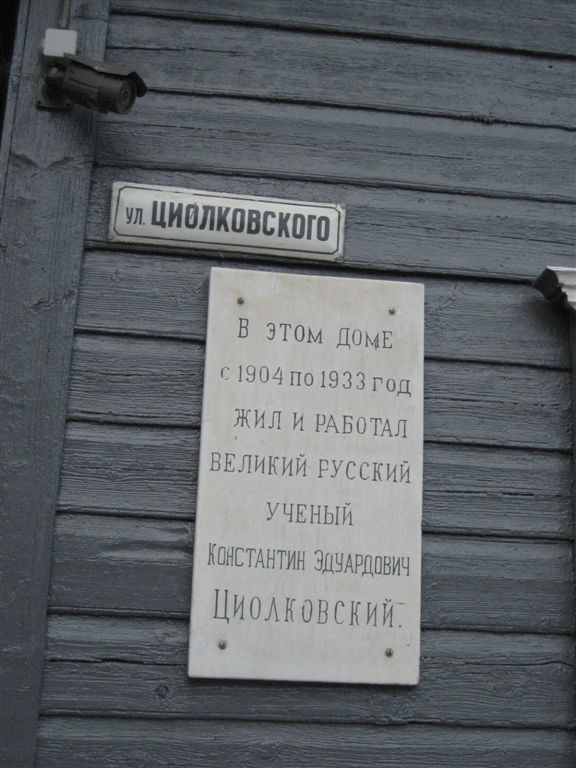 ул. ЦИОЛКОВСКОГО
В ЭТОМ ДОМЕ
С 1904 ПО 1933 ГОД
ЖИЛ И РАБОТАЛ
ВЕЛИКИЙ РУССКИЙ
УЧЕНЫЙ
КОНСТАНТИН ЭДУАРДОВИЧ
ЦИОЛКОВСКИЙ.